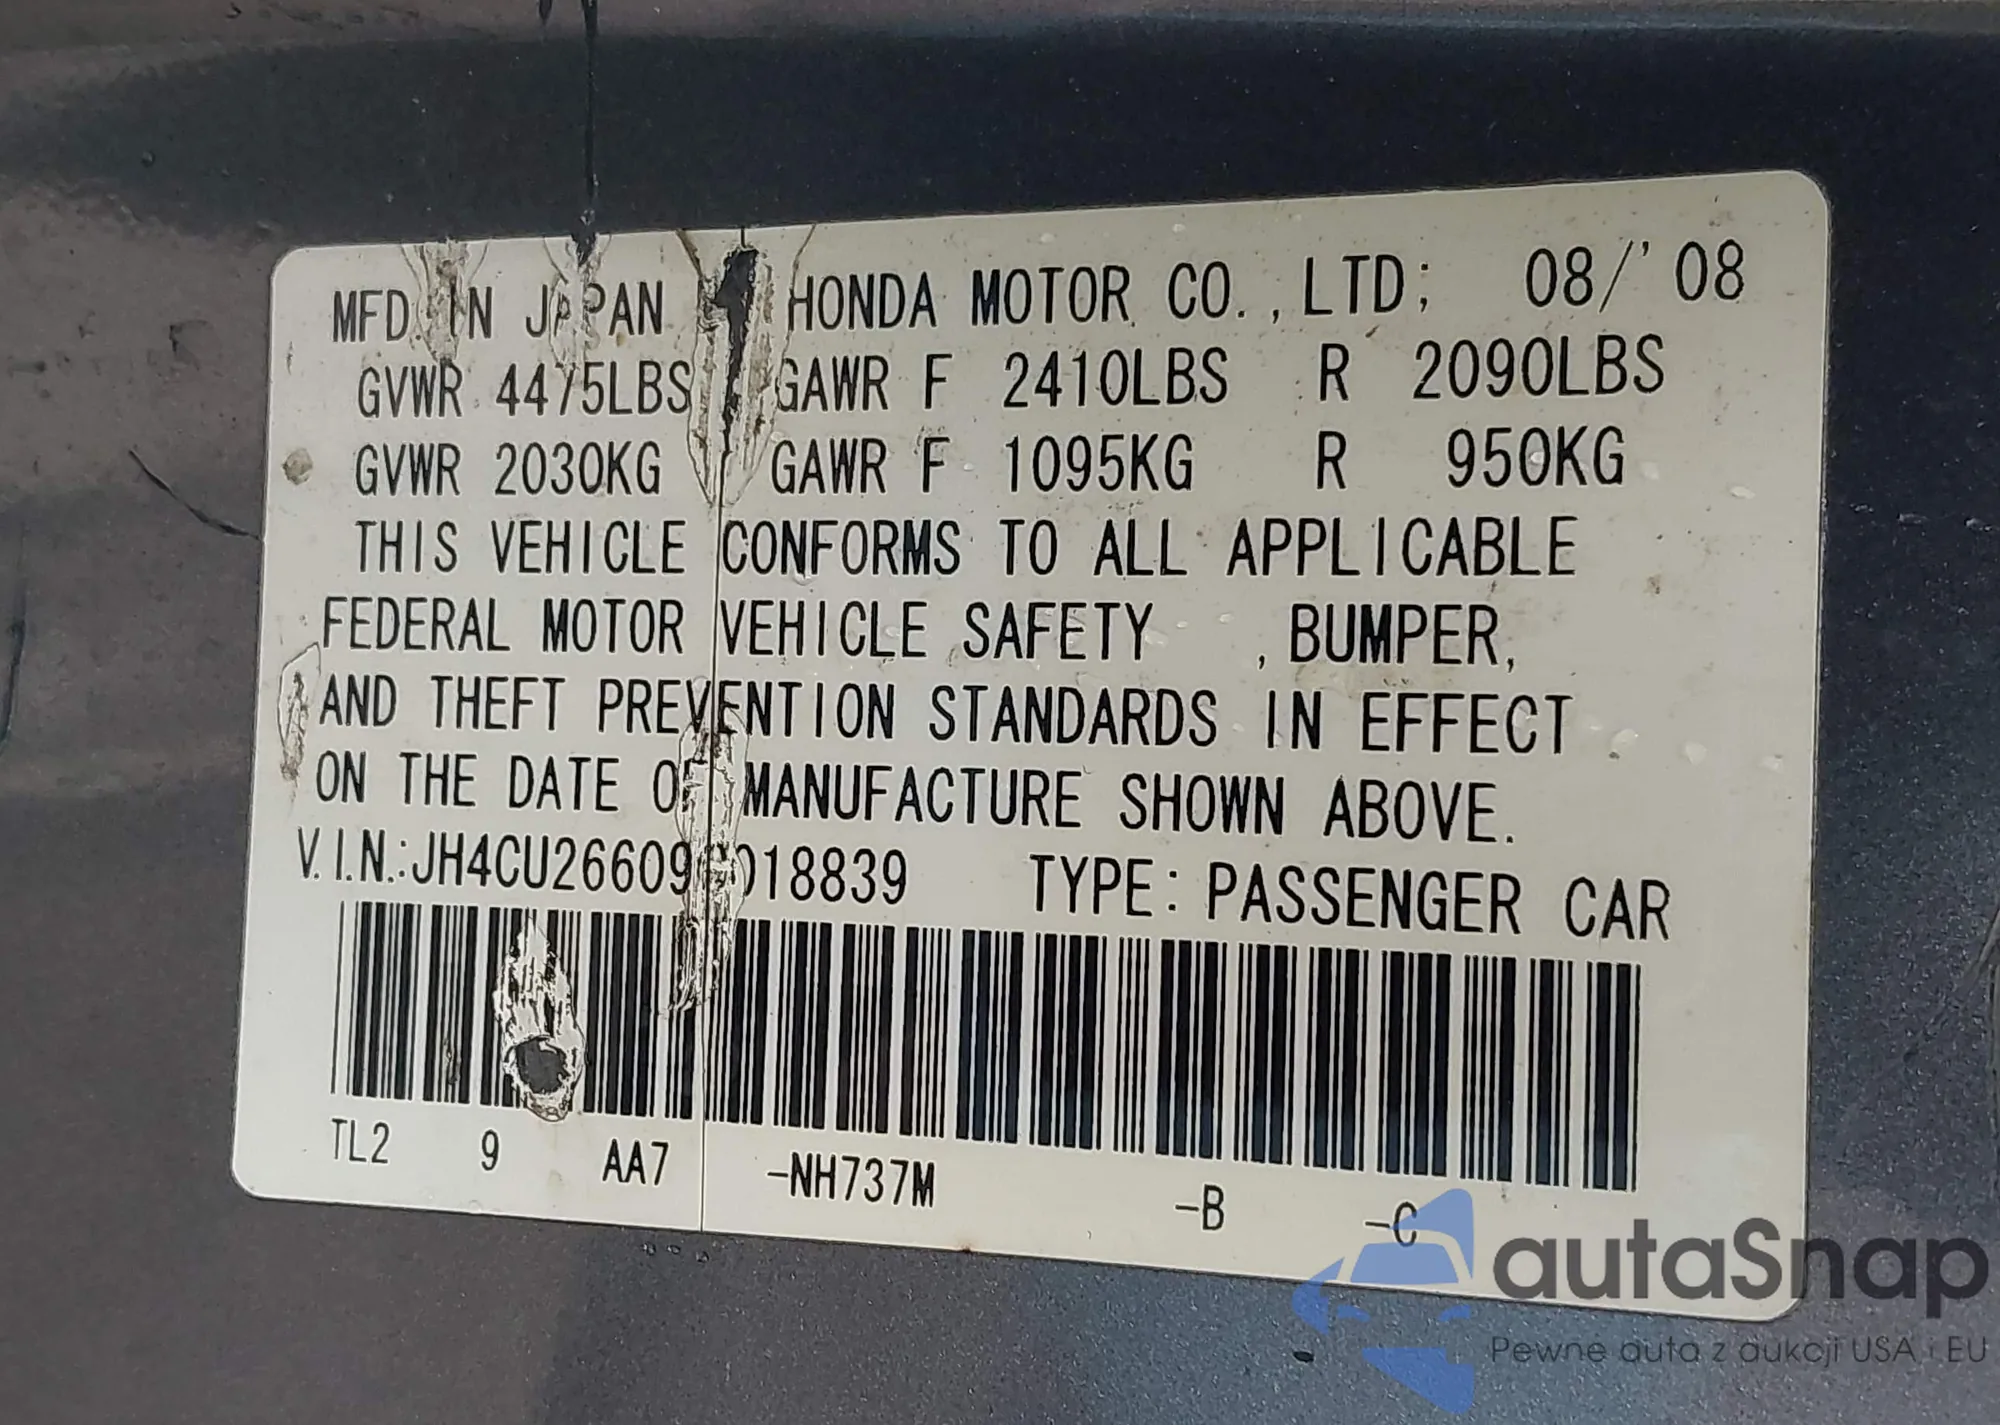 MFD. IN JAPAN HONDA MOTOR CO., LTD; 08/'08
GVWR 4475LBS GAWR F 2410LBS R 2090LBS
GVWR 2030KG GAWR F 1095KG R 950KG
THIS VEHICLE CONFORMS TO ALL APPLICABLE
FEDERAL MOTOR VEHICLE SAFETY , BUMPER,
AND THEFT PREVENTION STANDARDS IN EFFECT
ON THE DATE OF MANUFACTURE SHOWN ABOVE.
V.I.N.:JH4CU26609C018839 TYPE: PASSENGER CAR
TL2 9 AA7 -NH737M -B -C
autaSnap
Pewne auta z aukcji USA i EU